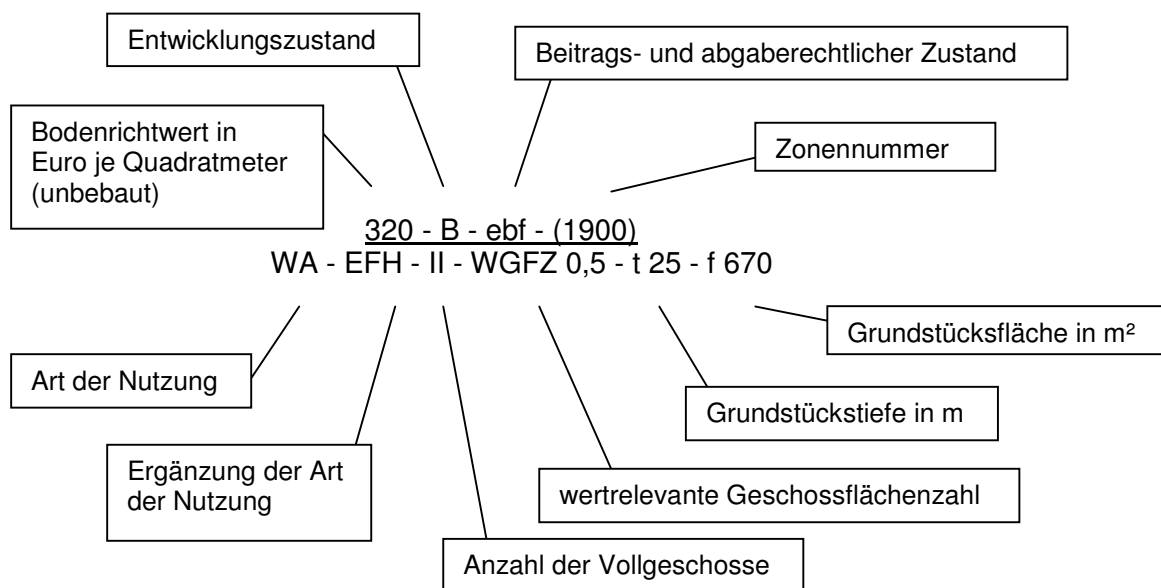 Entwicklungszustand
Beitrags- und abgaberechtlicher Zustand
Bodenrichtwert in
Euro je Quadratmeter
(unbebaut)
Zonennummer
320 - B - ebf - (1900)
WA - EFH - II - WGFZ 0,5 - t 25 - f 670
Grundstücksfläche in m²
Art der Nutzung
Grundstückstiefe in m
Ergänzung der Art
der Nutzung
wertrelevante Geschossflächenzahl
Anzahl der Vollgeschosse